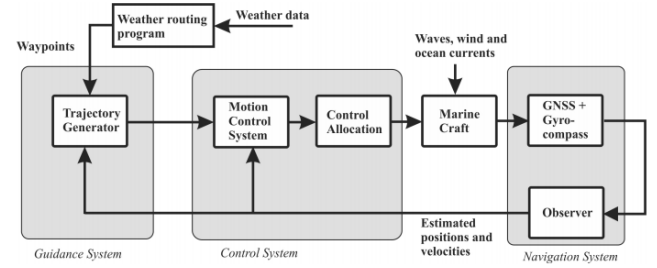 Weather routing
program
Weather data
Waypoints
Waves, wind and
ocean currents
Trajectory
Generator
Motion
Control
System
Control
Allocation
Marine
Craft
GNSS +
Gyro-
compass
Observer
Estimated
positions and
velocities
Guidance System
Control System
Navigation System